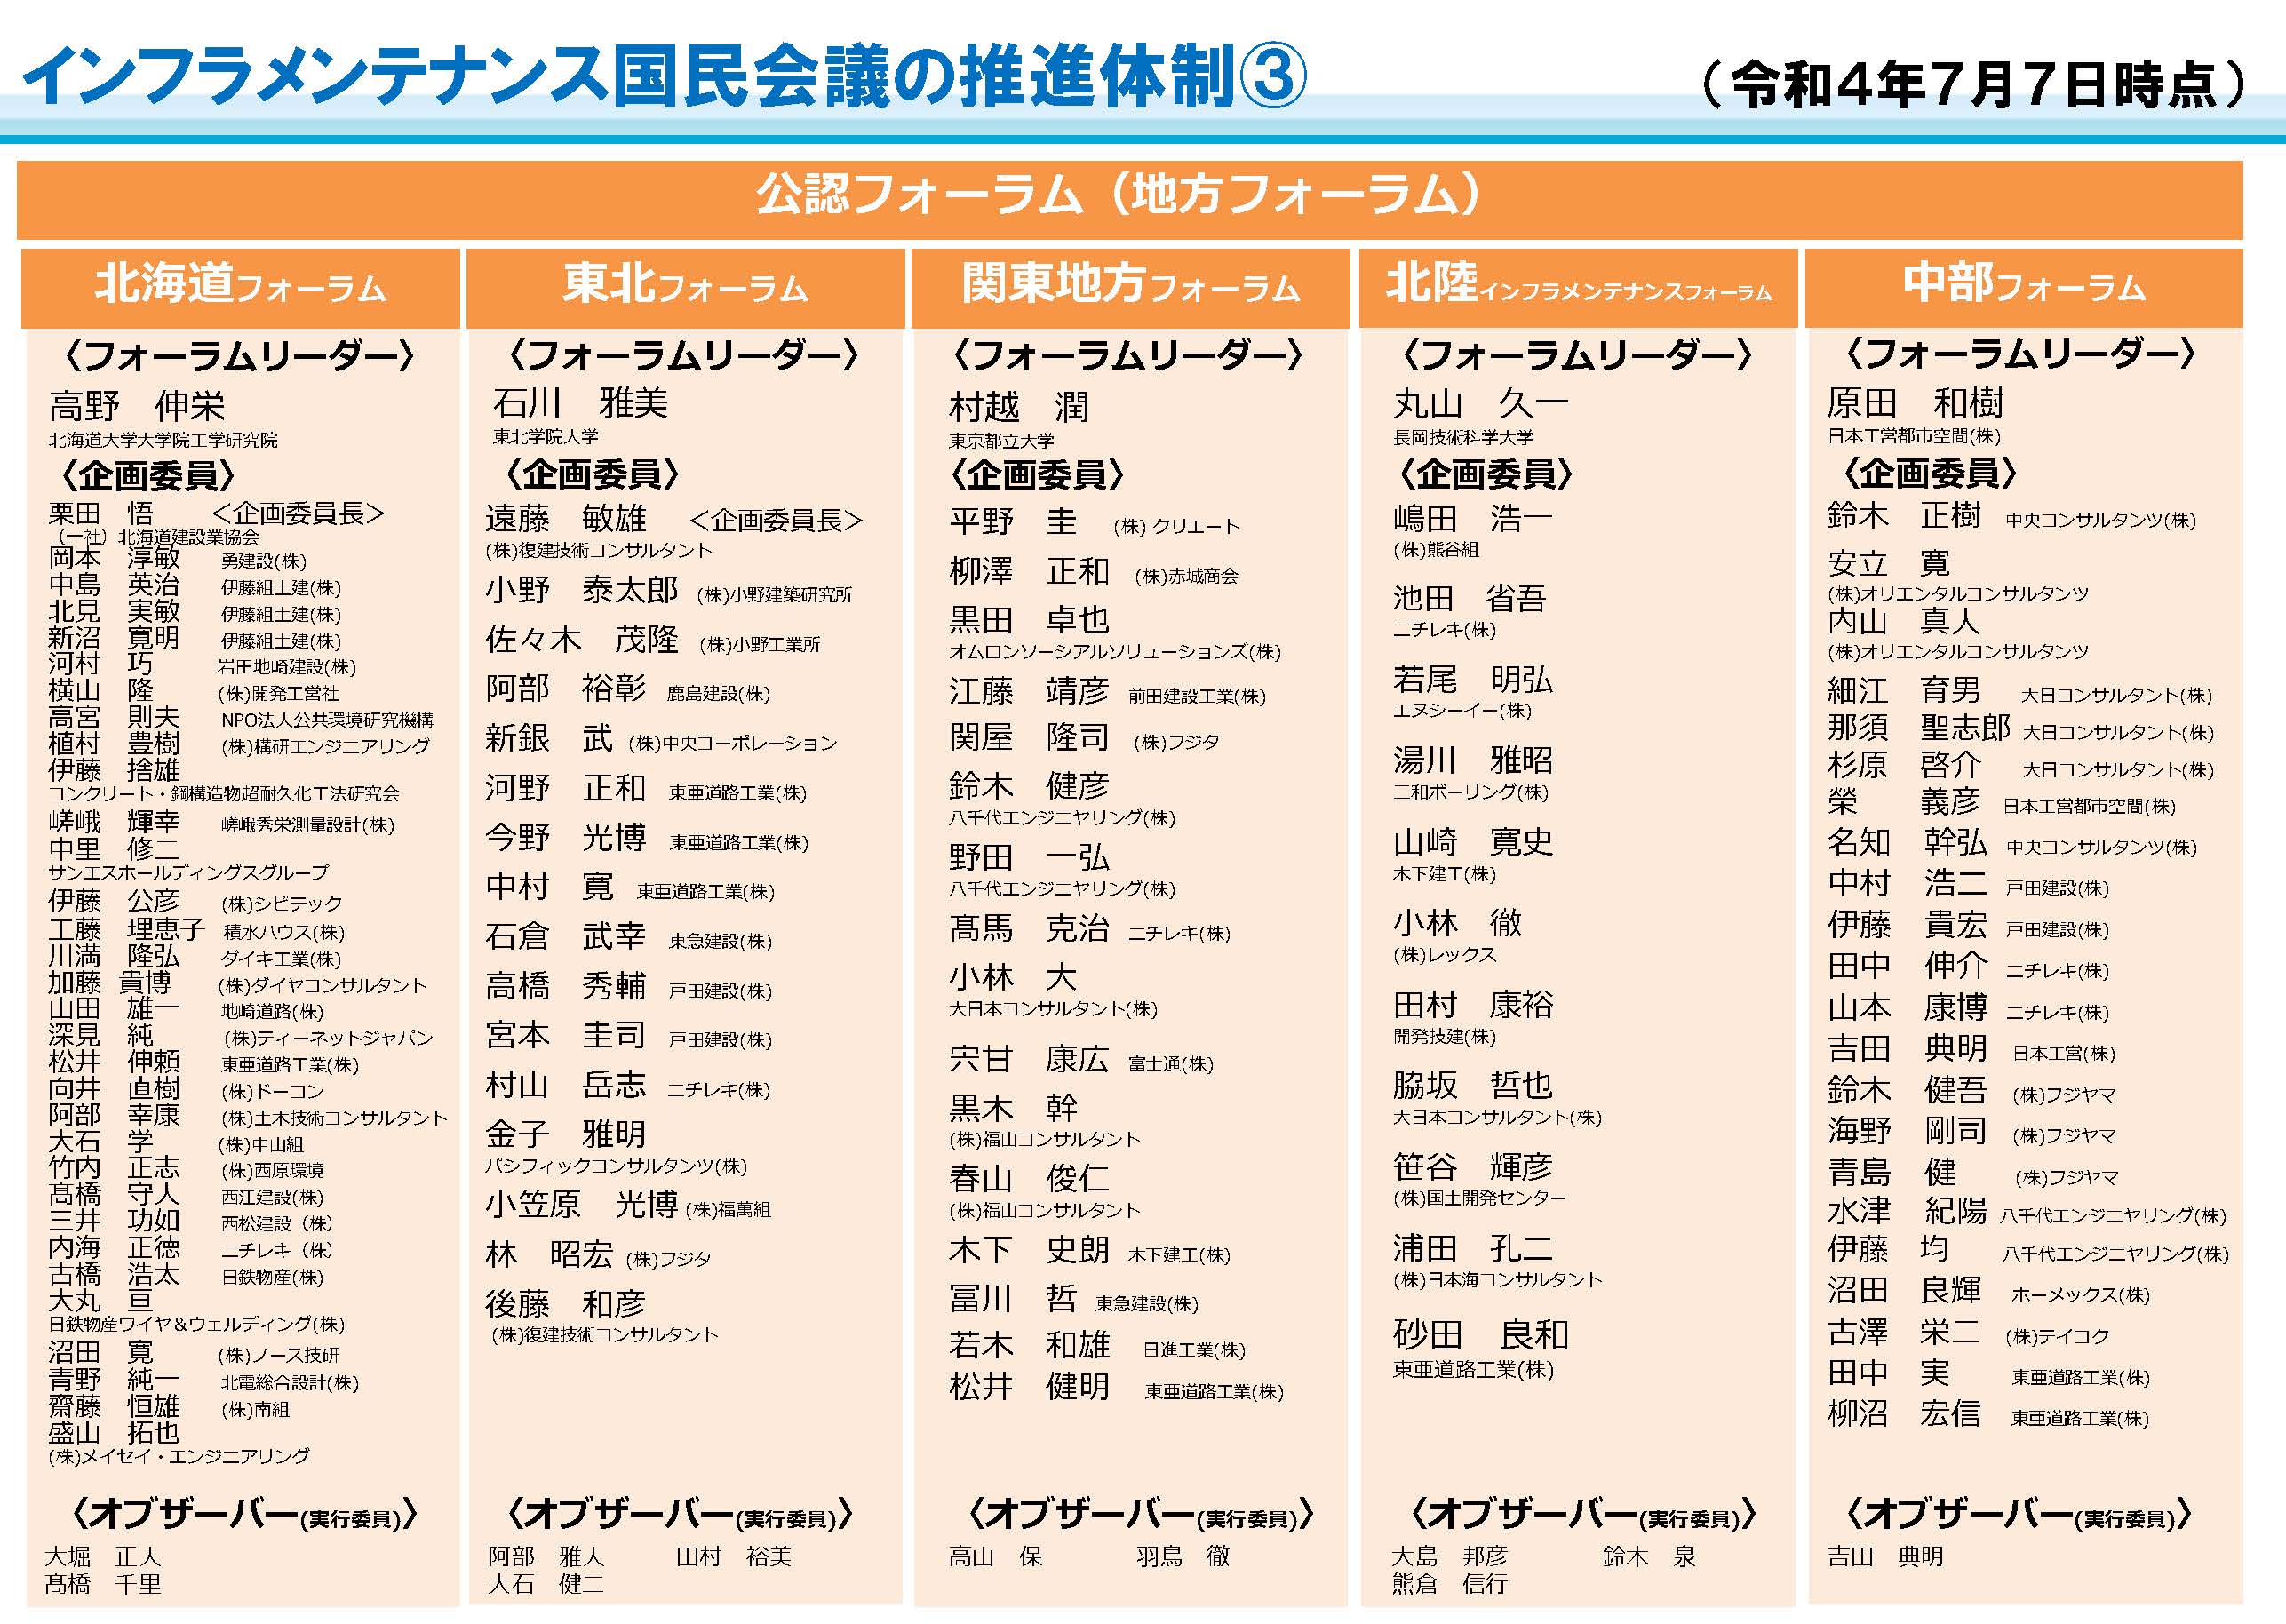 インフラメンテナンス国民会議の推進体制③
（令和４年７月７日時点）
公認フォーラム（地方フォーラム）
北海道フォーラム
〈フォーラムリーダー〉
高野　伸栄
北海道大学大学院工学研究院
〈企画委員〉
栗田　悟　＜企画委員長＞
（一社）北海道建設業協会
岡本　淳敏　勇建設(株)
中島　英治　伊藤組土建(株)
北見　実敏　伊藤組土建(株)
新沼　寛明　伊藤組土建(株)
河村　巧　岩田地崎建設(株)
横山　隆　(株)開発工営社
高宮　則夫　NPO法人公共環境研究機構
植村　豊樹　(株)構研エンジニアリング
伊藤　捨雄
コンクリート・鋼構造物超耐久化工法研究会
嵯峨　輝幸　嵯峨秀栄測量設計(株)
中里　修二
サンエスホールディングスグループ
伊藤　公彦　(株)シビテック
工藤　理恵子　積水ハウス(株)
川満　隆弘　ダイキ工業(株)
加藤　貴博　(株)ダイヤコンサルタント
山田　雄一　地崎道路(株)
深見　純　(株)ティーネットジャパン
松井　伸頼　東亜道路工業(株)
向井　直樹　(株)ドーコン
阿部　幸康　(株)土木技術コンサルタント
大石　学　(株)中山組
竹内　正志　(株)西原環境
髙橋　守人　西江建設(株)
三井　功如　西松建設（株）
内海　正徳　ニチレキ（株）
古橋　浩太　日鉄物産(株)
大丸　亘
日鉄物産ワイヤ＆ウェルディング(株)
沼田　寛　(株)ノース技研
青野　純一　北電総合設計(株)
齋藤　恒雄　(株)南組
盛山　拓也
(株)メイセイ・エンジニアリング
〈オブザーバー(実行委員)〉
大堀　正人
髙橋　千里
東北フォーラム
〈フォーラムリーダー〉
石川　雅美
東北学院大学
〈企画委員〉
遠藤　敏雄　＜企画委員長＞
(株)復建技術コンサルタント
小野　泰太郎　(株)小野建築研究所
佐々木　茂隆　(株)小野工業所
阿部　裕彰　鹿島建設(株)
新銀　武　(株)中央コーポレーション
河野　正和　東亜道路工業(株)
今野　光博　東亜道路工業(株)
中村　寛　東亜道路工業(株)
石倉　武幸　東急建設(株)
高橋　秀輔　戸田建設(株)
宮本　圭司　戸田建設(株)
村山　岳志　ニチレキ(株)
金子　雅明
パシフィックコンサルタンツ(株)
小笠原　光博　(株)福萬組
林　昭宏　(株)フジタ
後藤　和彦
(株)復建技術コンサルタント
〈オブザーバー(実行委員)〉
阿部　雅人　田村　裕美
大石　健二
関東地方フォーラム
〈フォーラムリーダー〉
村越　潤
東京都立大学
〈企画委員〉
平野　圭　(株) クリエート
柳澤　正和　(株)赤城商会
黒田　卓也
オムロンソーシアルソリューションズ(株)
江藤　靖彦　前田建設工業(株)
関屋　隆司　(株)フジタ
鈴木　健彦
八千代エンジニヤリング(株)
野田　一弘
八千代エンジニヤリング(株)
髙馬　克治　ニチレキ(株)
小林　大
大日本コンサルタント(株)
宍甘　康広　富士通(株)
黒木　幹
(株)福山コンサルタント
春山　俊仁
(株)福山コンサルタント
木下　史朗　木下建工(株)
冨川　哲　東急建設(株)
若木　和雄　日進工業(株)
松井　健明　東亜道路工業(株)
〈オブザーバー(実行委員)〉
高山　保　羽鳥　徹
北陸インフラメンテナンスフォーラム
〈フォーラムリーダー〉
丸山　久一
長岡技術科学大学
〈企画委員〉
嶋田　浩一
(株)熊谷組
池田　省吾
ニチレキ(株)
若尾　明弘
エヌシーイー(株)
湯川　雅昭
三和ボーリング(株)
山崎　寛史
木下建工(株)
小林　徹
(株)レックス
田村　康裕
開発技建(株)
脇坂　哲也
大日本コンサルタント(株)
笹谷　輝彦
(株)国土開発センター
浦田　孔二
(株)日本海コンサルタント
砂田　良和
東亜道路工業(株)
〈オブザーバー(実行委員)〉
大島　邦彦　鈴木　泉
熊倉　信行
中部フォーラム
〈フォーラムリーダー〉
原田　和樹
日本工営都市空間(株)
〈企画委員〉
鈴木　正樹　中央コンサルタンツ(株)
安立　寛
(株)オリエンタルコンサルタンツ
内山　真人
(株)オリエンタルコンサルタンツ
細江　育男　大日コンサルタント(株)
那須　聖志郎　大日コンサルタント(株)
杉原　啓介　大日コンサルタント(株)
榮　義彦　日本工営都市空間(株)
名知　幹弘　中央コンサルタンツ(株)
中村　浩二　戸田建設(株)
伊藤　貴宏　戸田建設(株)
田中　伸介　ニチレキ(株)
山本　康博　ニチレキ(株)
吉田　典明　日本工営(株)
鈴木　健吾　(株)フジヤマ
海野　剛司　(株)フジヤマ
青島　健　(株)フジヤマ
水津　紀陽　八千代エンジニヤリング(株)
伊藤　均　八千代エンジニヤリング(株)
沼田　良輝　ホーメックス(株)
古澤　栄二　(株)テイコク
田中　実　東亜道路工業(株)
柳沼　宏信　東亜道路工業(株)
〈オブザーバー(実行委員)〉
吉田　典明